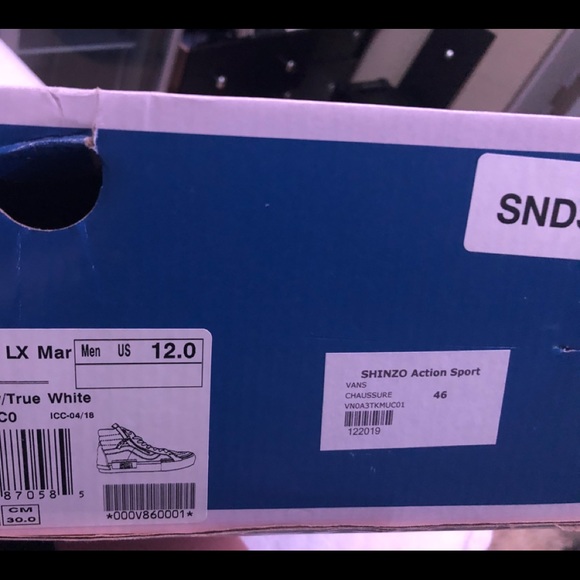 SND
LX Mar Men US 12.0
/True White
C0 ICC-04/18
87058 5
CM
30.0
*000V860001*
SHINZO Action Sport
VANS
CHAUSSURE 46
VN0A3TKMUC01
122019